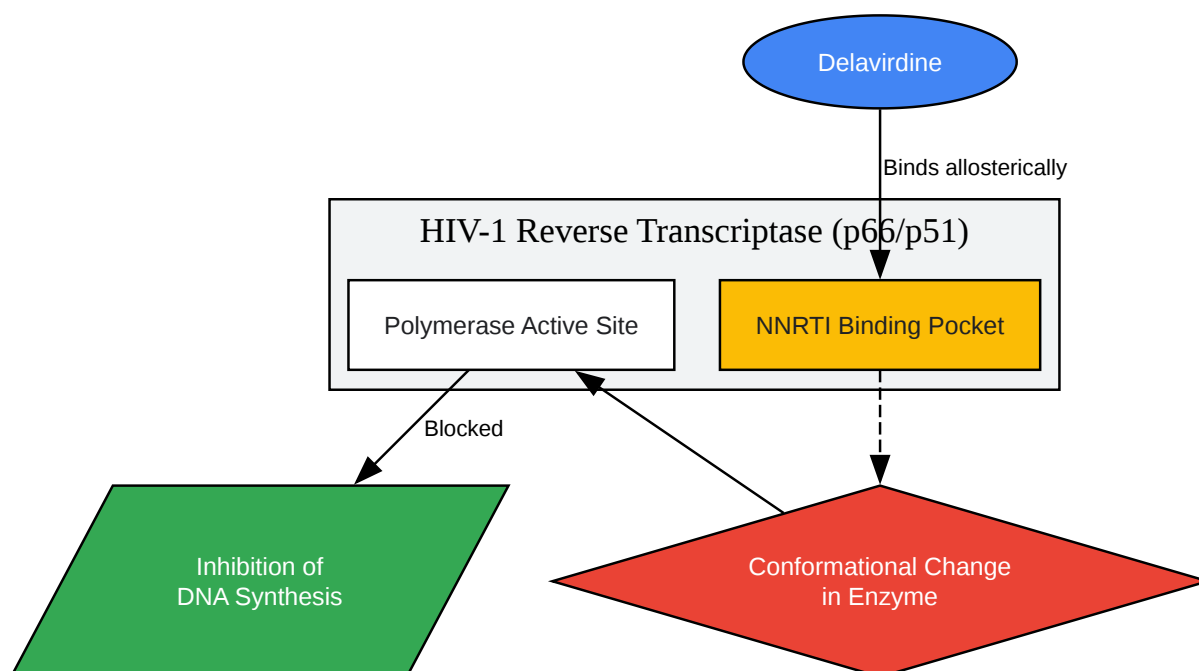 Delavirdine
Binds allosterically
HIV-1 Reverse Transcriptase (p66/p51)
Polymerase Active Site
NNRTI Binding Pocket
Blocked
Inhibition of
DNA Synthesis
Conformational Change
in Enzyme